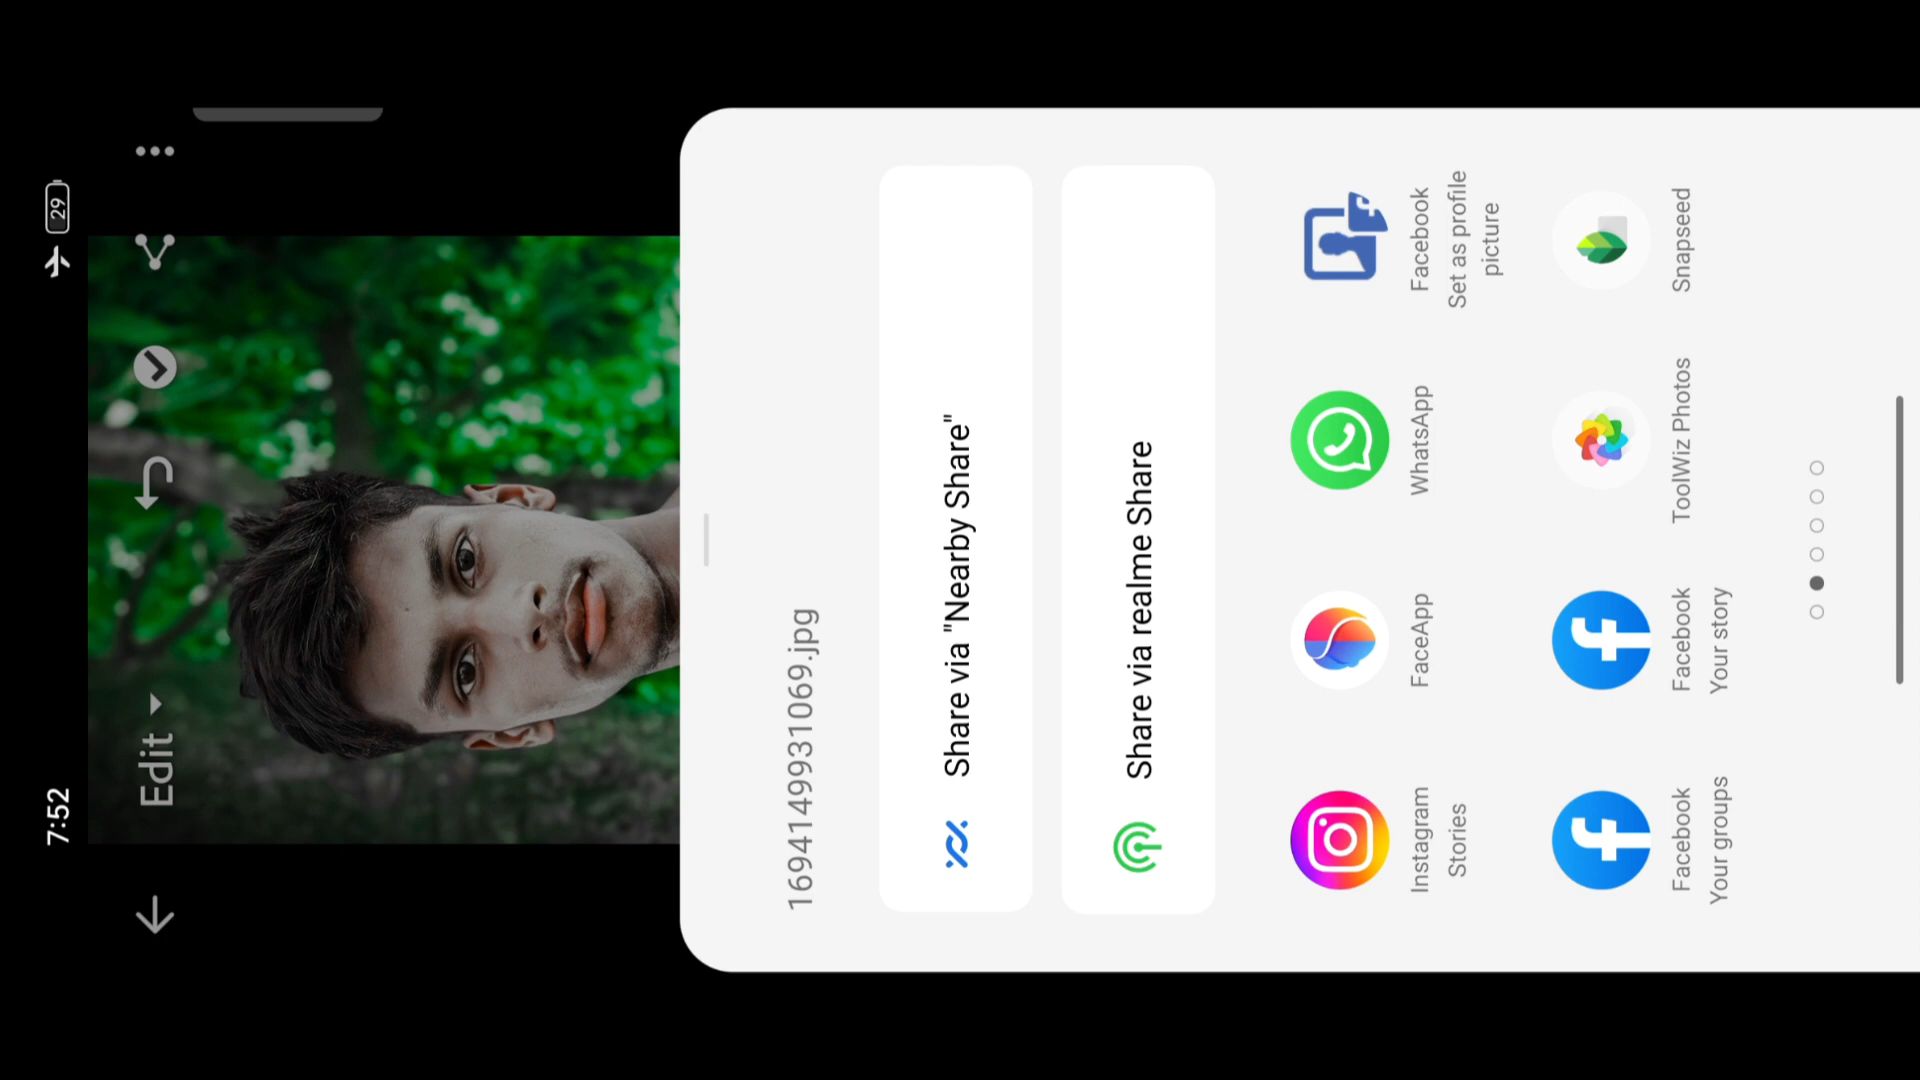 7:52
29
Edit
1694149931069.jpg
Share via "Nearby Share"
Share via realme Share
Instagram
Stories
FaceApp
WhatsApp
Facebook
Set as profile
picture
Facebook
Your groups
Facebook
Your story
ToolWiz Photos
Snapseed